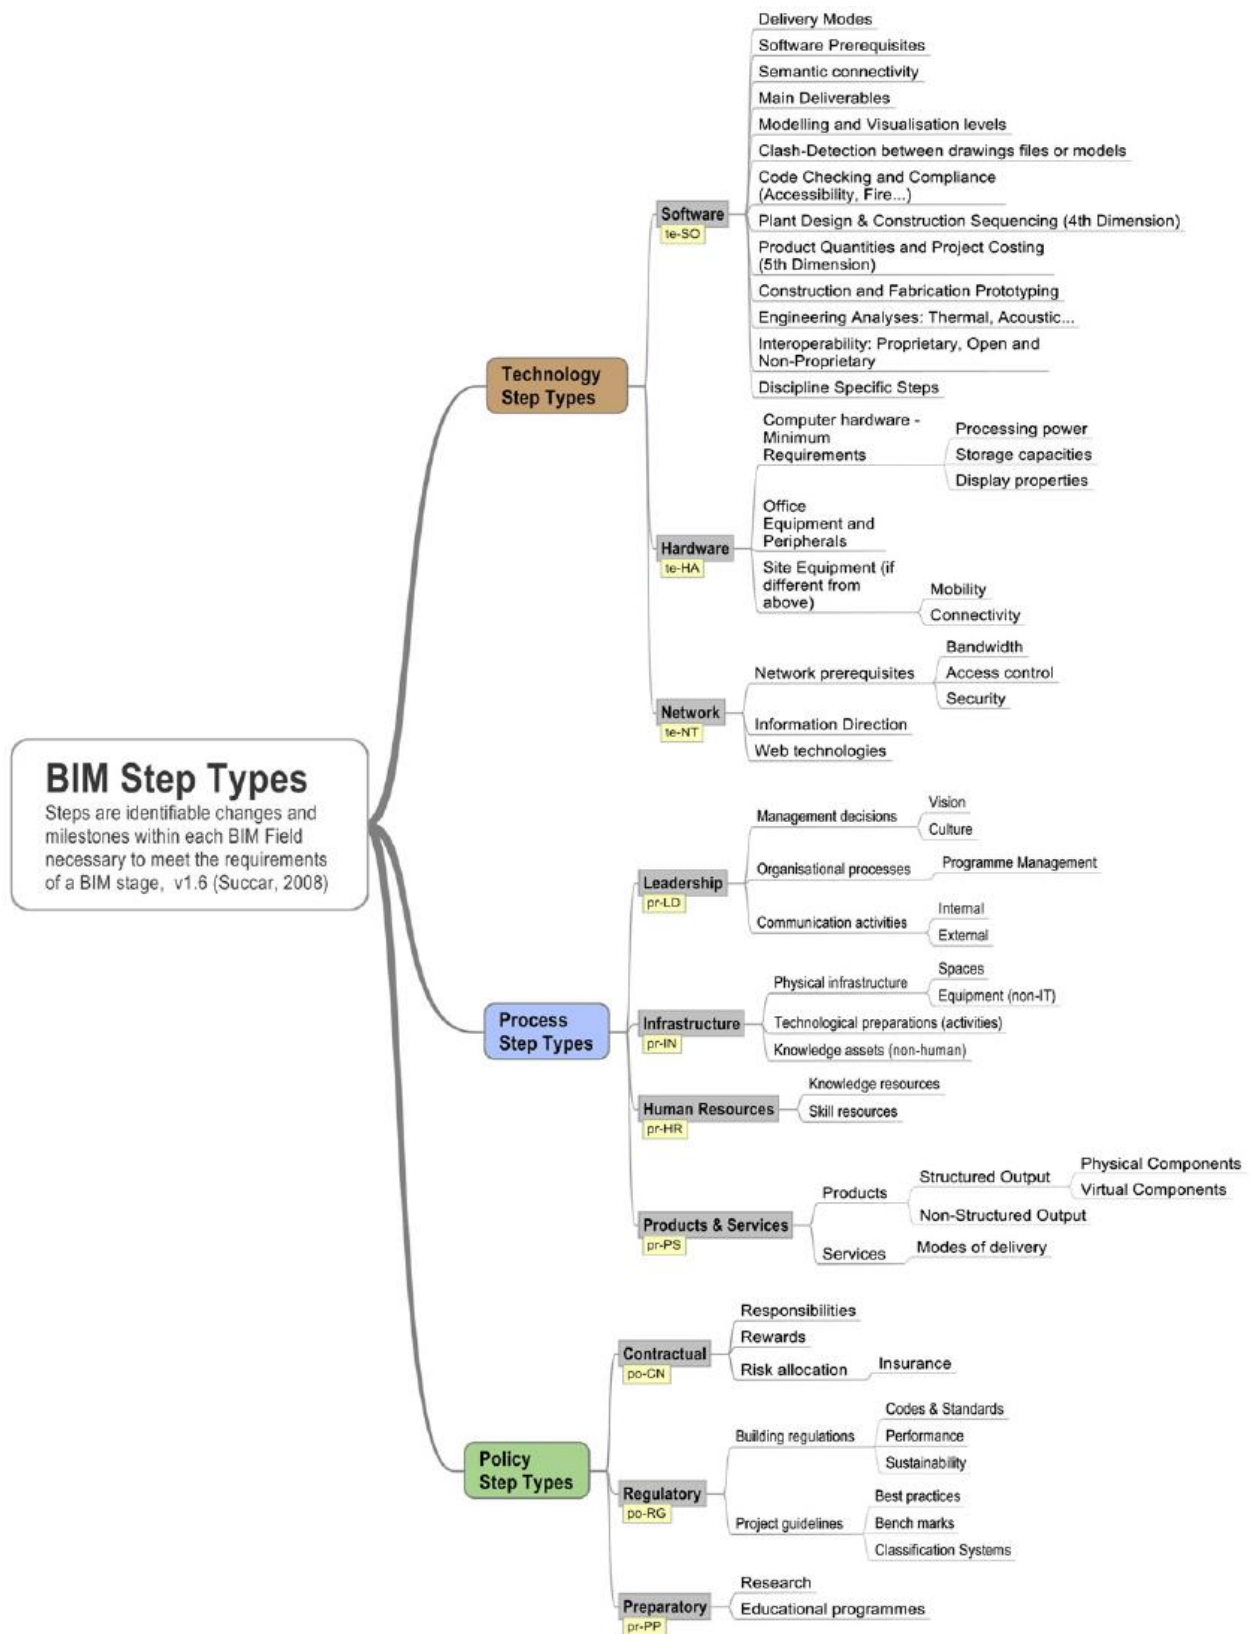 BIM Step Types
Steps are identifiable changes and
milestones within each BIM Field
necessary to meet the requirements
of a BIM stage, v1.6 (Succar, 2008)
Technology
Step Types
Software
te-SO
Delivery Modes
Software Prerequisites
Semantic connectivity
Main Deliverables
Modelling and Visualisation levels
Clash-Detection between drawings files or models
Code Checking and Compliance
(Accessibility, Fire...)
Plant Design & Construction Sequencing (4th Dimension)
Product Quantities and Project Costing
(5th Dimension)
Construction and Fabrication Prototyping
Engineering Analyses: Thermal, Acoustic...
Interoperability: Proprietary, Open and
Non-Proprietary
Discipline Specific Steps
Hardware
te-HA
Computer hardware -
Minimum
Requirements
Processing power
Storage capacities
Display properties
Office
Equipment and
Peripherals
Site Equipment (if
different from
above)
Mobility
Connectivity
Network
te-NT
Network prerequisites
Bandwidth
Access control
Security
Information Direction
Web technologies
Process
Step Types
Leadership
pr-LD
Management decisions
Vision
Culture
Organisational processes
Programme Management
Communication activities
Internal
External
Infrastructure
pr-IN
Physical infrastructure
Spaces
Equipment (non-IT)
Technological preparations (activities)
Knowledge assets (non-human)
Human Resources
pr-HR
Knowledge resources
Skill resources
Products & Services
pr-PS
Products
Structured Output
Physical Components
Virtual Components
Non-Structured Output
Services
Modes of delivery
Policy
Step Types
Contractual
po-CN
Responsibilities
Rewards
Risk allocation
Insurance
Regulatory
po-RG
Building regulations
Codes & Standards
Performance
Sustainability
Project guidelines
Best practices
Bench marks
Classification Systems
Preparatory
pr-PP
Research
Educational programmes